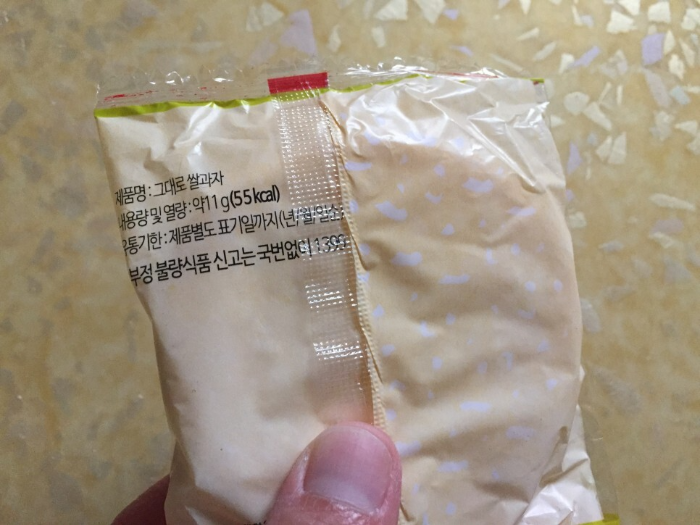 제품명 : 그대로 쌀과자
내용량 및 열량 : 약11g(55kcal)
유통기한 : 제품별도 표기일까지(년/월/일
부정 불량식품 신고는 국번없이 1399